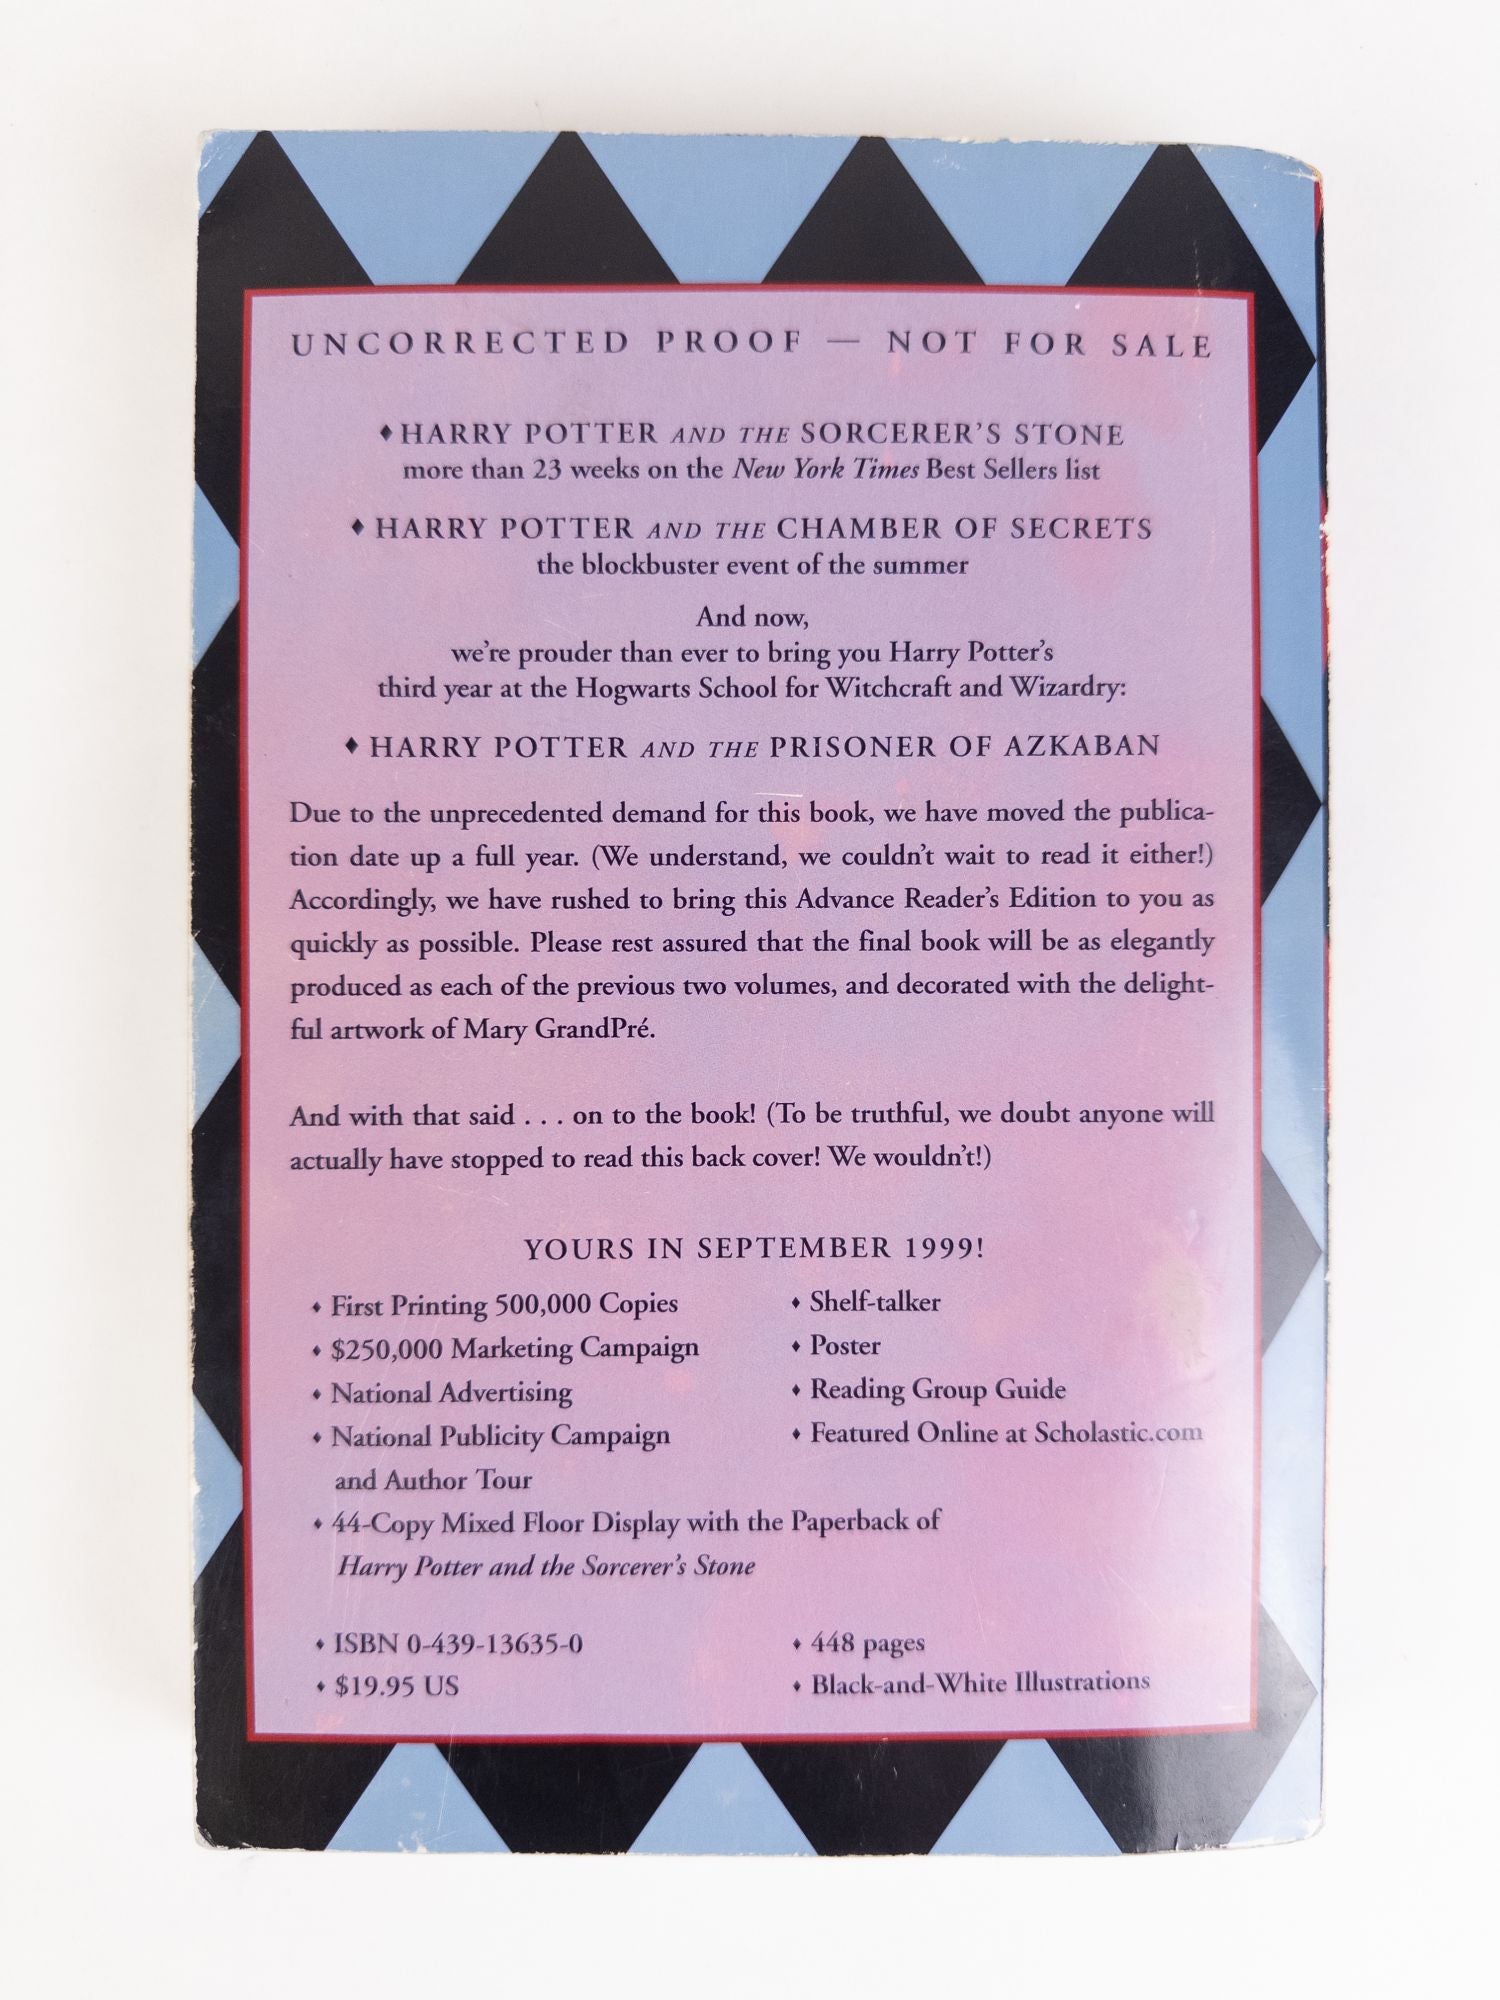 UNCORRECTED PROOF — NOT FOR SALE
♦ HARRY POTTER AND THE SORCERER'S STONE
more than 23 weeks on the New York Times Best Sellers list
♦ HARRY POTTER AND THE CHAMBER OF SECRETS
the blockbuster event of the summer
And now,
we're prouder than ever to bring you Harry Potter's
third year at the Hogwarts School for Witchcraft and Wizardry:
♦ HARRY POTTER AND THE PRISONER OF AZKABAN
Due to the unprecedented demand for this book, we have moved the publica-
tion date up a full year. (We understand, we couldn't wait to read it either!)
Accordingly, we have rushed to bring this Advance Reader's Edition to you as
quickly as possible. Please rest assured that the final book will be as elegantly
produced as each of the previous two volumes, and decorated with the delight-
ful artwork of Mary GrandPré.
And with that said . . . on to the book! (To be truthful, we doubt anyone will
actually have stopped to read this back cover! We wouldn't!)
YOURS IN SEPTEMBER 1999!
♦ First Printing 500,000 Copies
♦ $250,000 Marketing Campaign
♦ National Advertising
♦ National Publicity Campaign
and Author Tour
♦ Shelf-talker
♦ Poster
♦ Reading Group Guide
♦ Featured Online at Scholastic.com
♦ 44-Copy Mixed Floor Display with the Paperback of
Harry Potter and the Sorcerer's Stone
♦ ISBN 0-439-13635-0
♦ $19.95 US
♦ 448 pages
♦ Black-and-White Illustrations